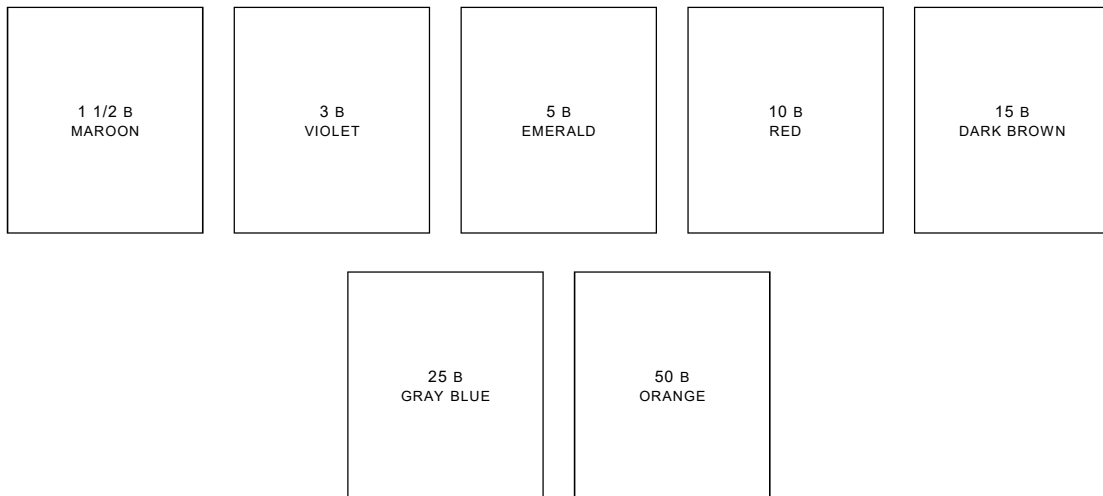 1 1/2 B
MAROON
3 B
VIOLET
5 B
EMERALD
10 B
RED
15 B
DARK BROWN
25 B
GRAY BLUE
50 B
ORANGE